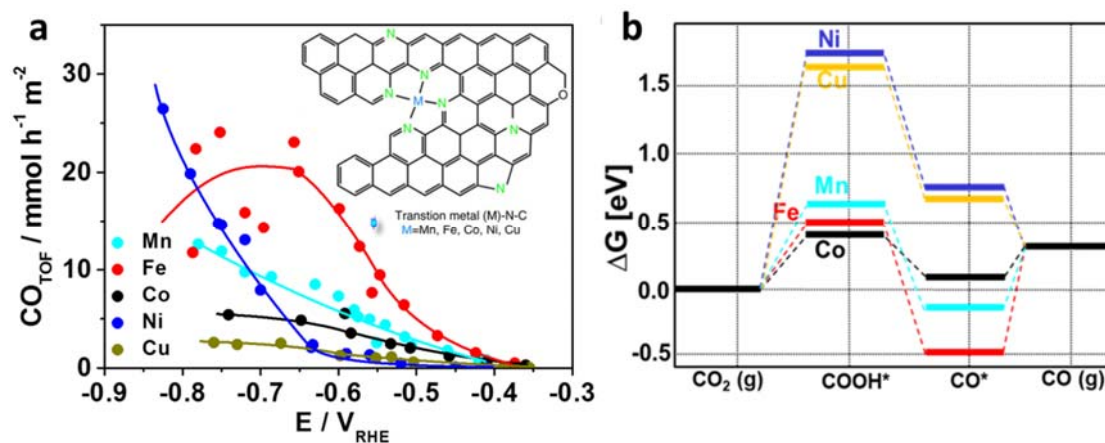 a
30
20
10
0
CO_TOF / mmol h⁻¹ m⁻²
Mn
Fe
Co
Ni
Cu
N
N
N
M
N
N
N
N
O
Transtion metal (M)-N-C
M=Mn, Fe, Co, Ni, Cu
-0.9 -0.8 -0.7 -0.6 -0.5 -0.4 -0.3
E / V_RHE
b
1.5
1.0
0.5
0.0
-0.5
ΔG [eV]
Ni
Cu
Mn
Fe
Co
CO₂ (g) COOH* CO* CO (g)